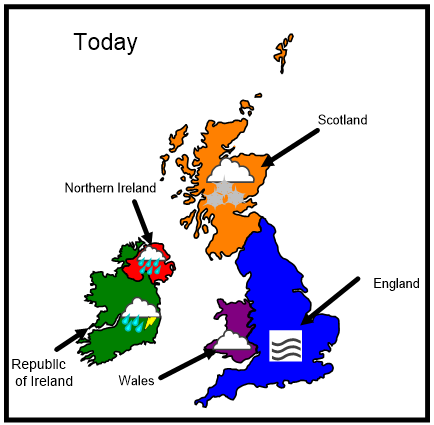 Today
Scotland
Northern Ireland
England
Republic
of Ireland
Wales